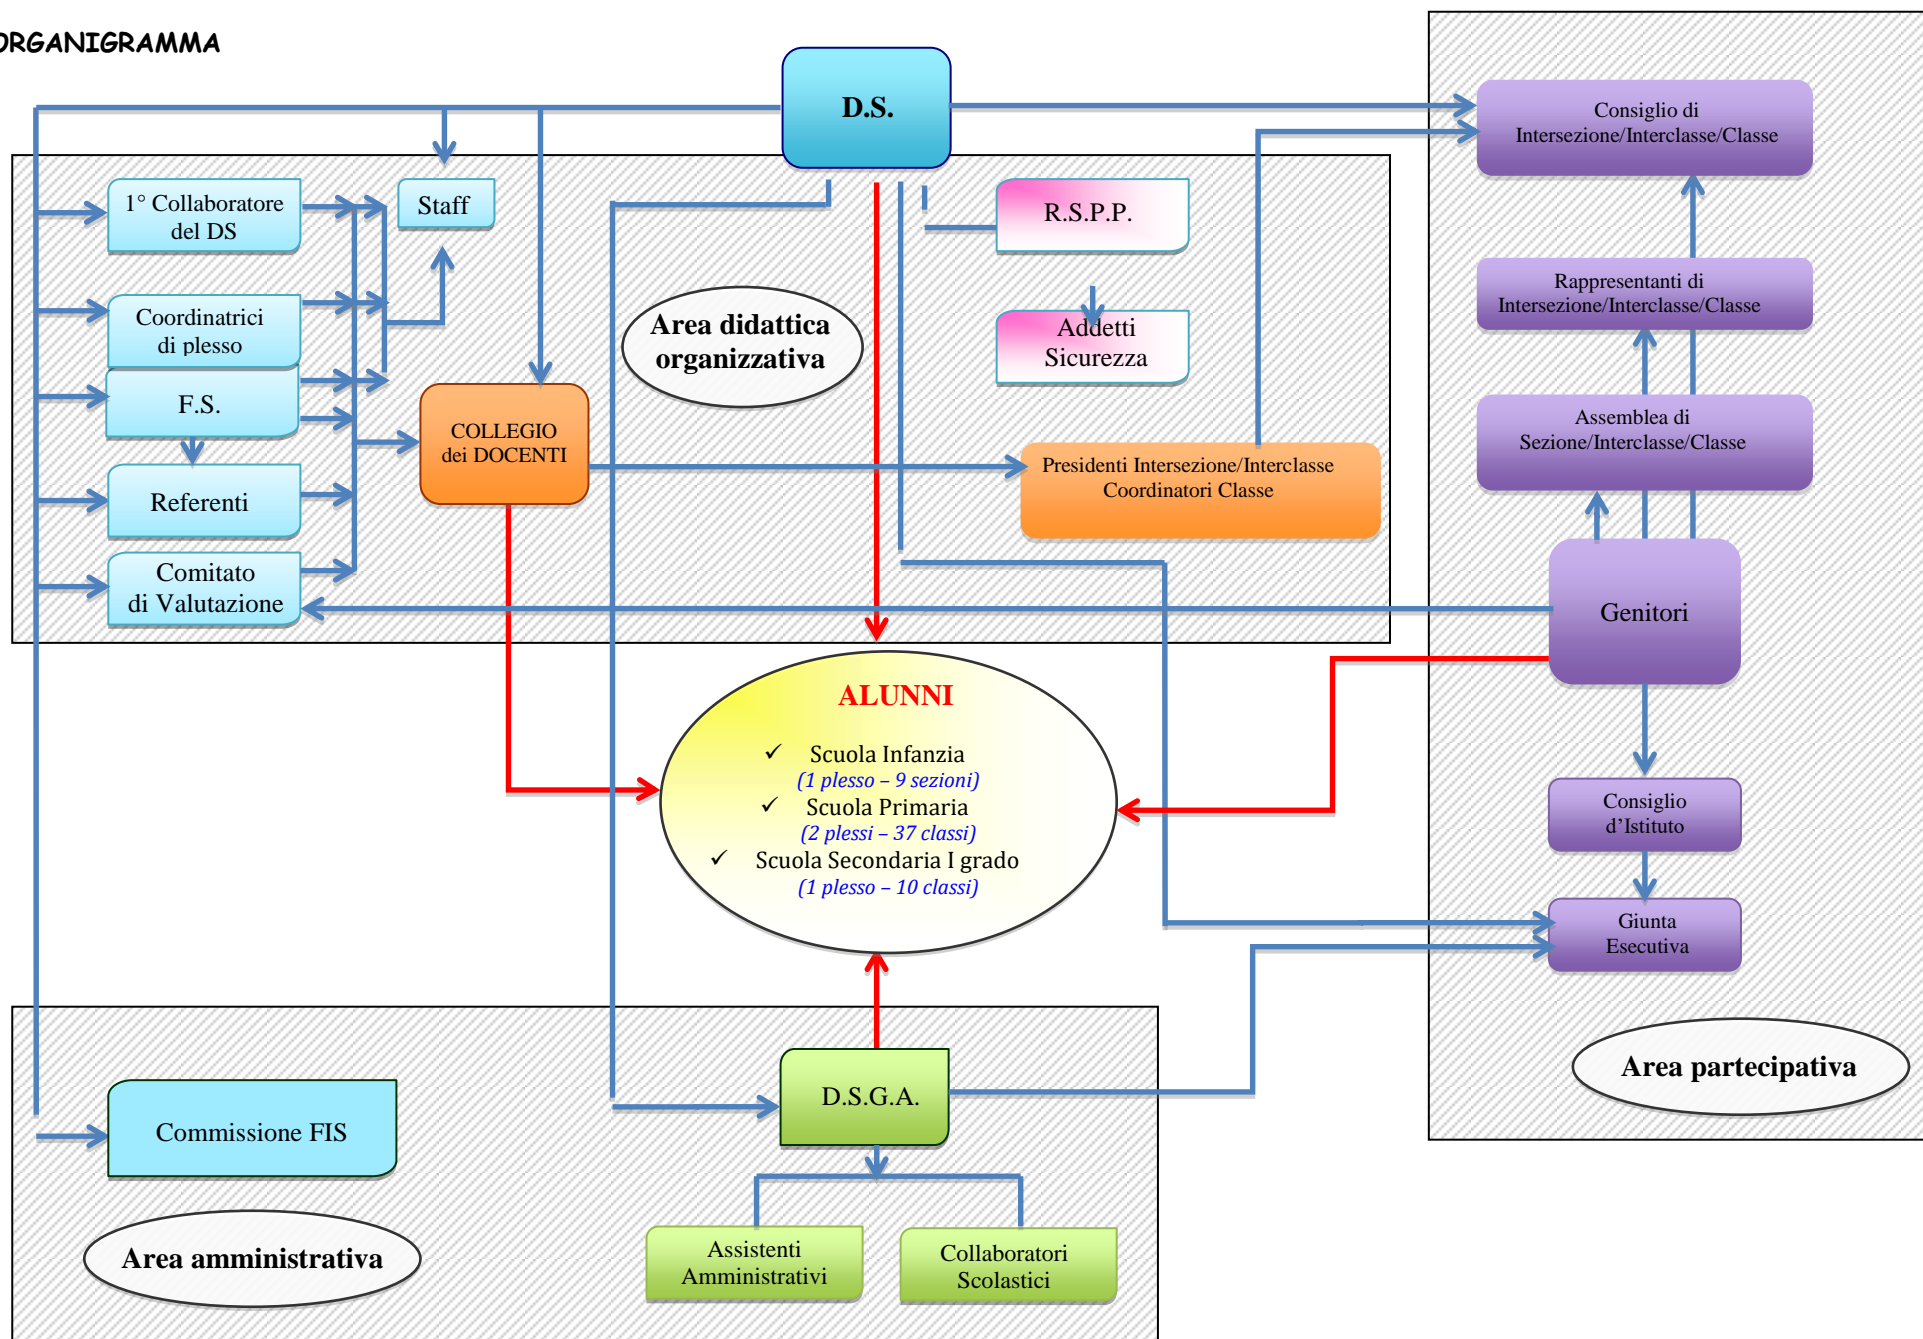 ORGANIGRAMMA
D.S.
Consiglio di
Intersezione/Interclasse/Classe
1° Collaboratore
del DS
Staff
R.S.P.P.
Rappresentanti di
Intersezione/Interclasse/Classe
Coordinatrici
di plesso
Area didattica
organizzativa
Addetti
Sicurezza
F.S.
COLLEGIO
dei DOCENTI
Assemblea di
Sezione/Interclasse/Classe
Presidenti Intersezione/Interclasse
Coordinatori Classe
Referenti
Comitato
di Valutazione
Genitori
ALUNNI
✓ Scuola Infanzia
(1 plesso – 9 sezioni)
✓ Scuola Primaria
(2 plessi – 37 classi)
✓ Scuola Secondaria I grado
(1 plesso – 10 classi)
Consiglio
d’Istituto
Giunta
Esecutiva
Area partecipativa
D.S.G.A.
Commissione FIS
Area amministrativa
Assistenti
Amministrativi
Collaboratori
Scolastici